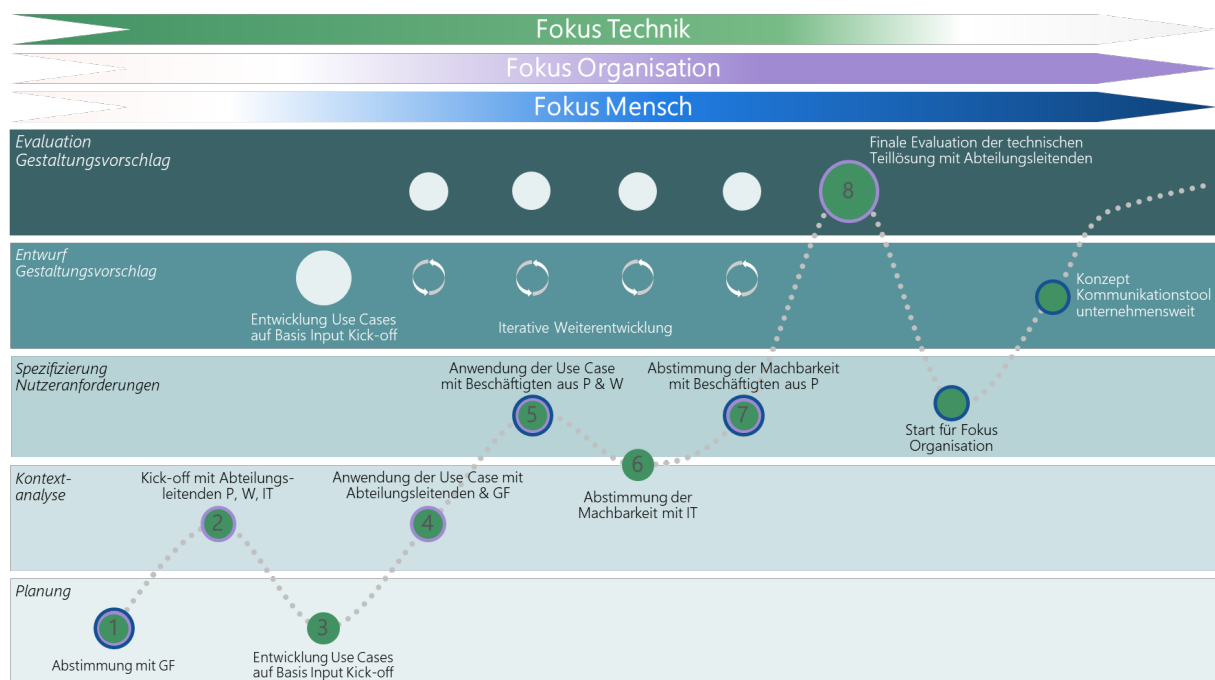 Fokus Technik
Fokus Organisation
Fokus Mensch
Evaluation
Gestaltungsvorschlag
Finale Evaluation der technischen
Teillösung mit Abteilungsleitenden
8
Entwurf
Gestaltungsvorschlag
Entwicklung Use Cases
auf Basis Input Kick-off
Iterative Weiterentwicklung
Konzept
Kommunikationstool
unternehmensweit
Spezifizierung
Nutzeranforderungen
Anwendung der Use Case
mit Beschäftigten aus P & W
5
Abstimmung der Machbarkeit
mit Beschäftigten aus P
7
Start für Fokus
Organisation
Kontext-
analyse
Kick-off mit Abteilungs-
leitenden P, W, IT
2
Anwendung der Use Case mit
Abteilungsleitenden & GF
4
6
Abstimmung der
Machbarkeit mit IT
Planung
1
Abstimmung mit GF
3
Entwicklung Use Cases
auf Basis Input Kick-off